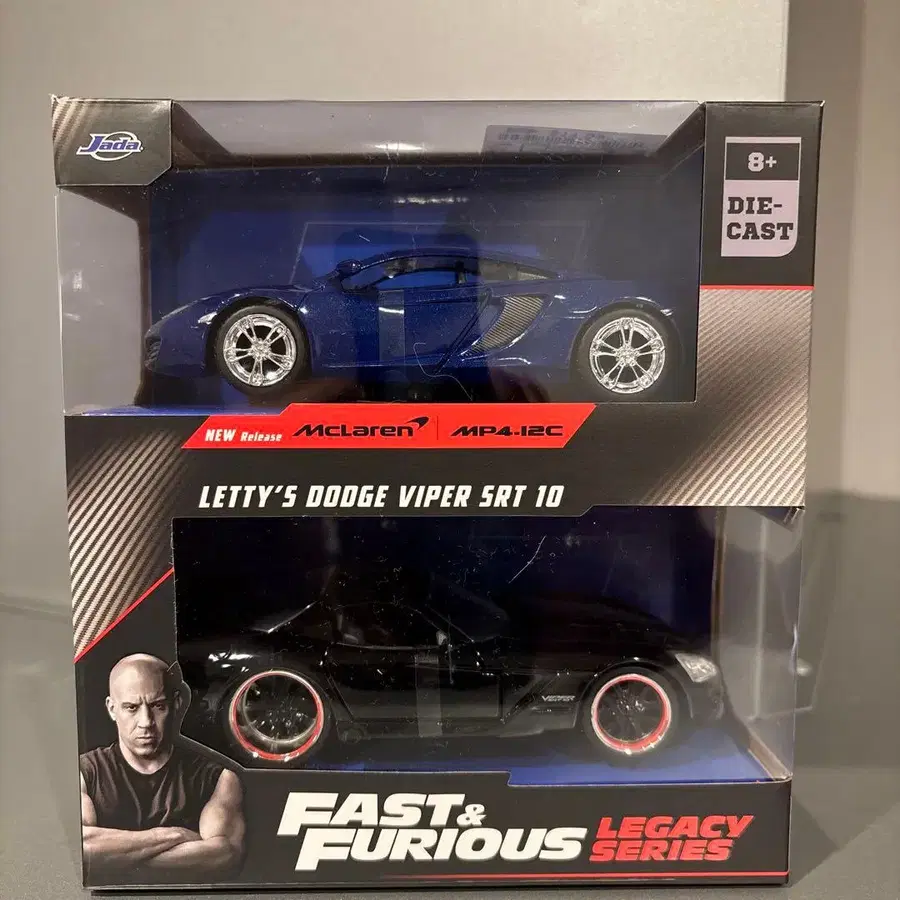 Jada
8+
DIE-
CAST
NEW Release McLaren MP4-12C
LETTY'S DODGE VIPER SRT 10
VIPER
FAST &
FURIOUS
LEGACY
SERIES